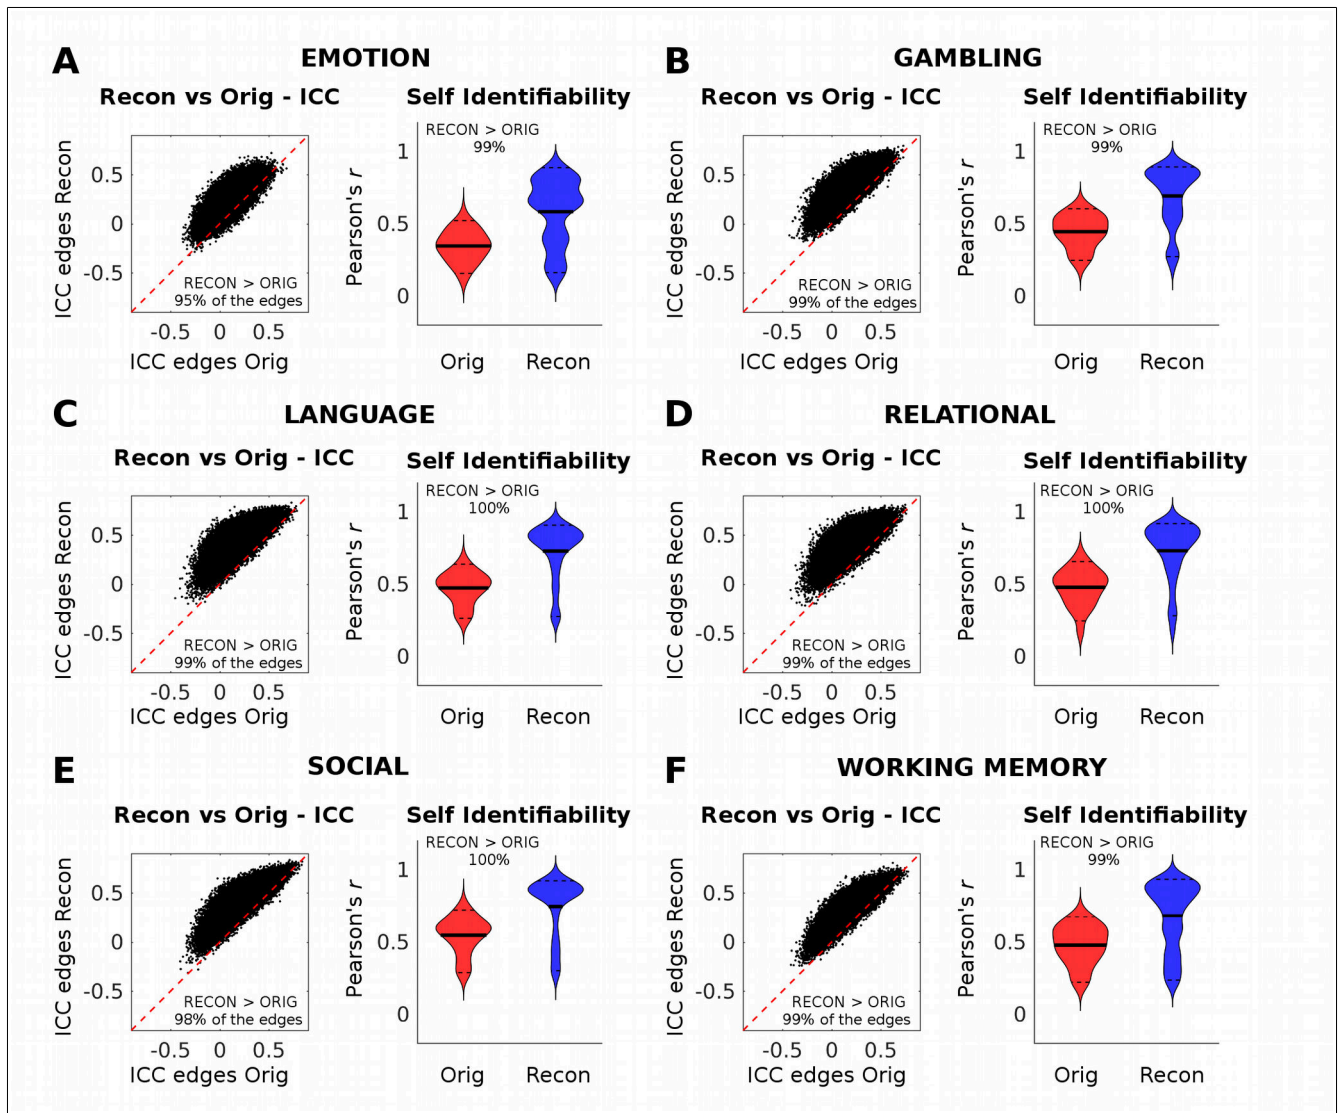 A
EMOTION
Recon vs Orig - ICC
ICC edges Recon
0.5
0
-0.5
RECON > ORIG
95% of the edges
-0.5 0 0.5
ICC edges Orig
Self Identifiability
Pearson's r
1
0.5
0
RECON > ORIG
99%
Orig Recon
B
GAMBLING
Recon vs Orig - ICC
ICC edges Recon
0.5
0
-0.5
RECON > ORIG
99% of the edges
-0.5 0 0.5
ICC edges Orig
Self Identifiability
Pearson's r
1
0.5
0
RECON > ORIG
99%
Orig Recon
C
LANGUAGE
Recon vs Orig - ICC
ICC edges Recon
0.5
0
-0.5
RECON > ORIG
99% of the edges
-0.5 0 0.5
ICC edges Orig
Self Identifiability
Pearson's r
1
0.5
0
RECON > ORIG
100%
Orig Recon
D
RELATIONAL
Recon vs Orig - ICC
ICC edges Recon
0.5
0
-0.5
RECON > ORIG
99% of the edges
-0.5 0 0.5
ICC edges Orig
Self Identifiability
Pearson's r
1
0.5
0
RECON > ORIG
100%
Orig Recon
E
SOCIAL
Recon vs Orig - ICC
ICC edges Recon
0.5
0
-0.5
RECON > ORIG
98% of the edges
-0.5 0 0.5
ICC edges Orig
Self Identifiability
Pearson's r
1
0.5
0
RECON > ORIG
100%
Orig Recon
F
WORKING MEMORY
Recon vs Orig - ICC
ICC edges Recon
0.5
0
-0.5
RECON > ORIG
99% of the edges
-0.5 0 0.5
ICC edges Orig
Self Identifiability
Pearson's r
1
0.5
0
RECON > ORIG
99%
Orig Recon